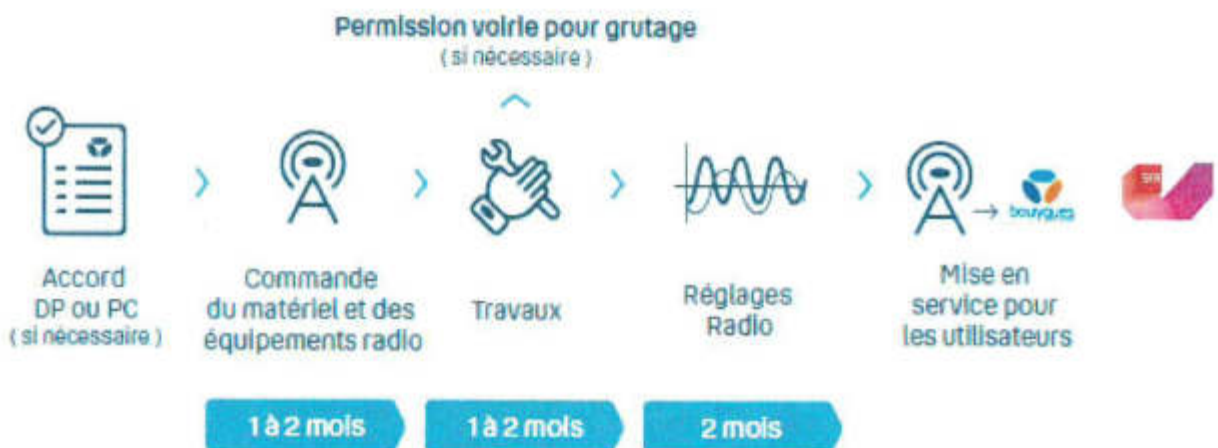 Permission voirie pour grutage
( si nécessaire )
Accord
DP ou PC
( si nécessaire )
Commande
du matériel et des
équipements radio
Travaux
Réglages
Radio
bouygues
SFR
Mise en
service pour
les utilisateurs
1 à 2 mois
1 à 2 mois
2 mois